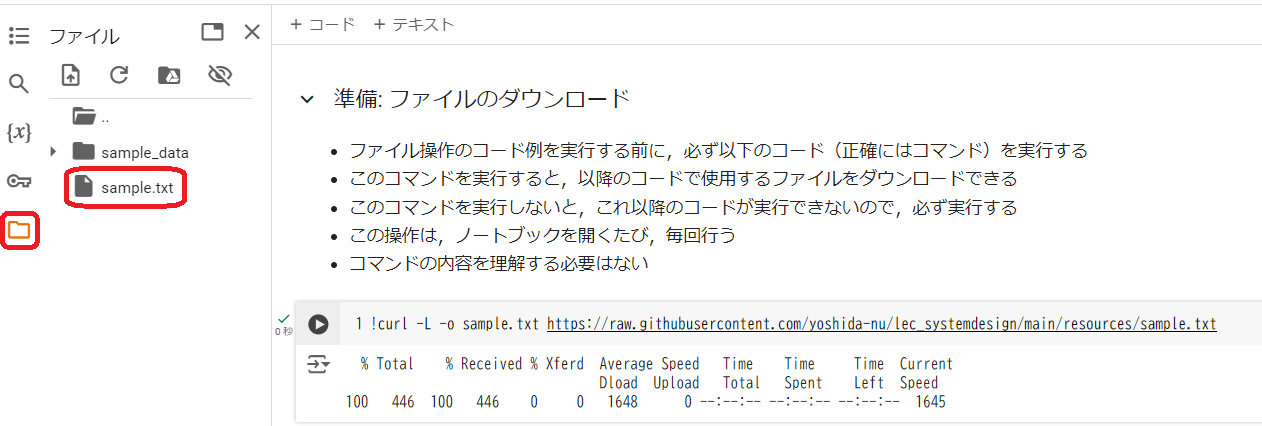 ファイル
..
sample_data
sample.txt
{x}
+ コード + テキスト
準備: ファイルのダウンロード
• ファイル操作のコード例を実行する前に，必ず以下のコード（正確にはコマンド）を実行する
• このコマンドを実行すると，以降のコードで使用するファイルをダウンロードできる
• このコマンドを実行しないと，これ以降のコードが実行できないので，必ず実行する
• この操作は，ノートブックを開くたび，毎回行う
• コマンドの内容を理解する必要はない
0 秒
1 !curl -L -o sample.txt https://raw.githubusercontent.com/yoshida-nu/lec_systemdesign/main/resources/sample.txt
% Total % Received % Xferd Average Speed Time Time Time Current
Dload Upload Total Spent Left Speed
100 446 100 446 0 0 1648 0 --:--:-- --:--:-- --:--:-- 1645